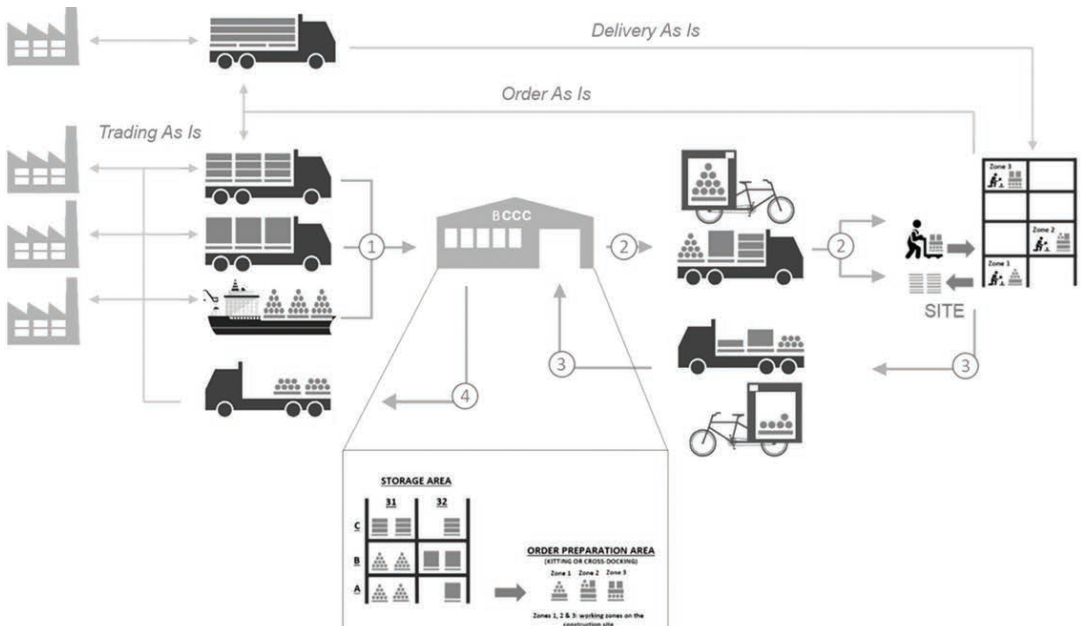 Delivery As Is
Order As Is
Trading As Is
Zone 3
BCCC
1
2
2
Zone 2
Zone 1
SITE
3
3
4
STORAGE AREA
31 32
C
B
A
ORDER PREPARATION AREA
(KITTING OR CROSS-DOCKING)
Zone 1 Zone 2 Zone 3
Zones 1, 2 & 3: working zones on the
construction site